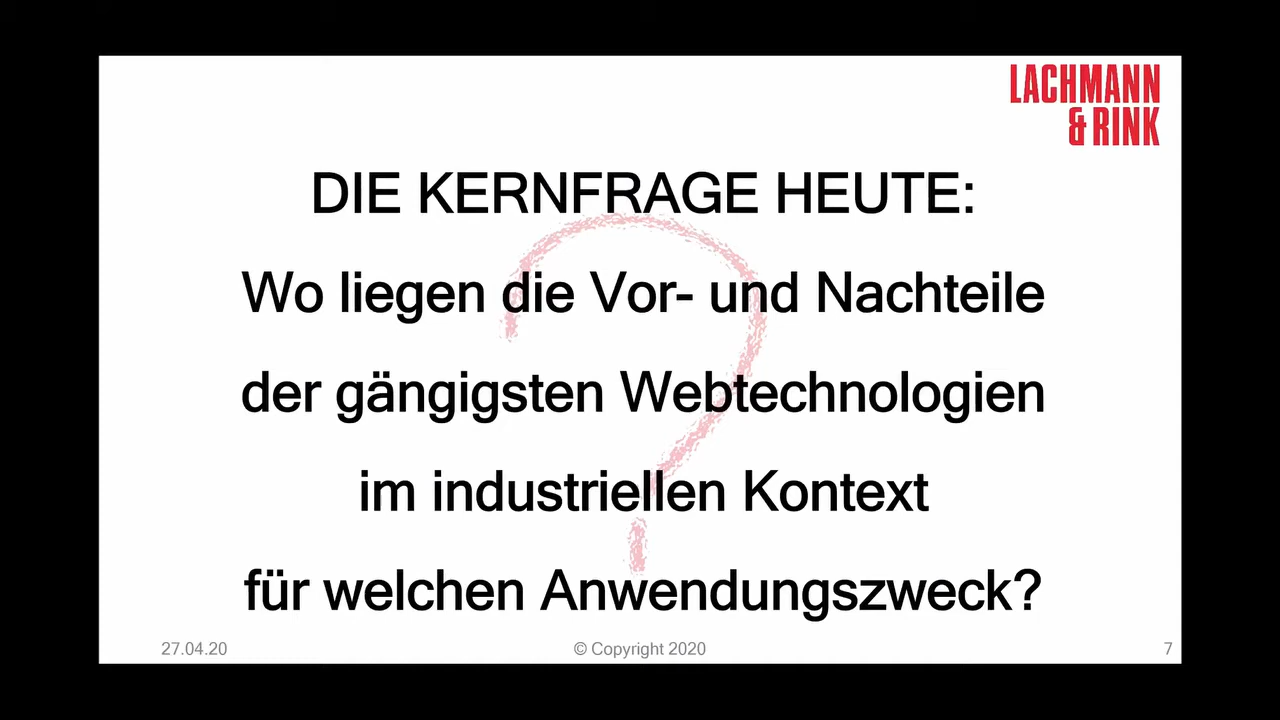 LACHMANN
& RINK
DIE KERNFRAGE HEUTE:
Wo liegen die Vor- und Nachteile
der gängigsten Webtechnologien
im industriellen Kontext
für welchen Anwendungszweck?
27.04.20
© Copyright 2020
7